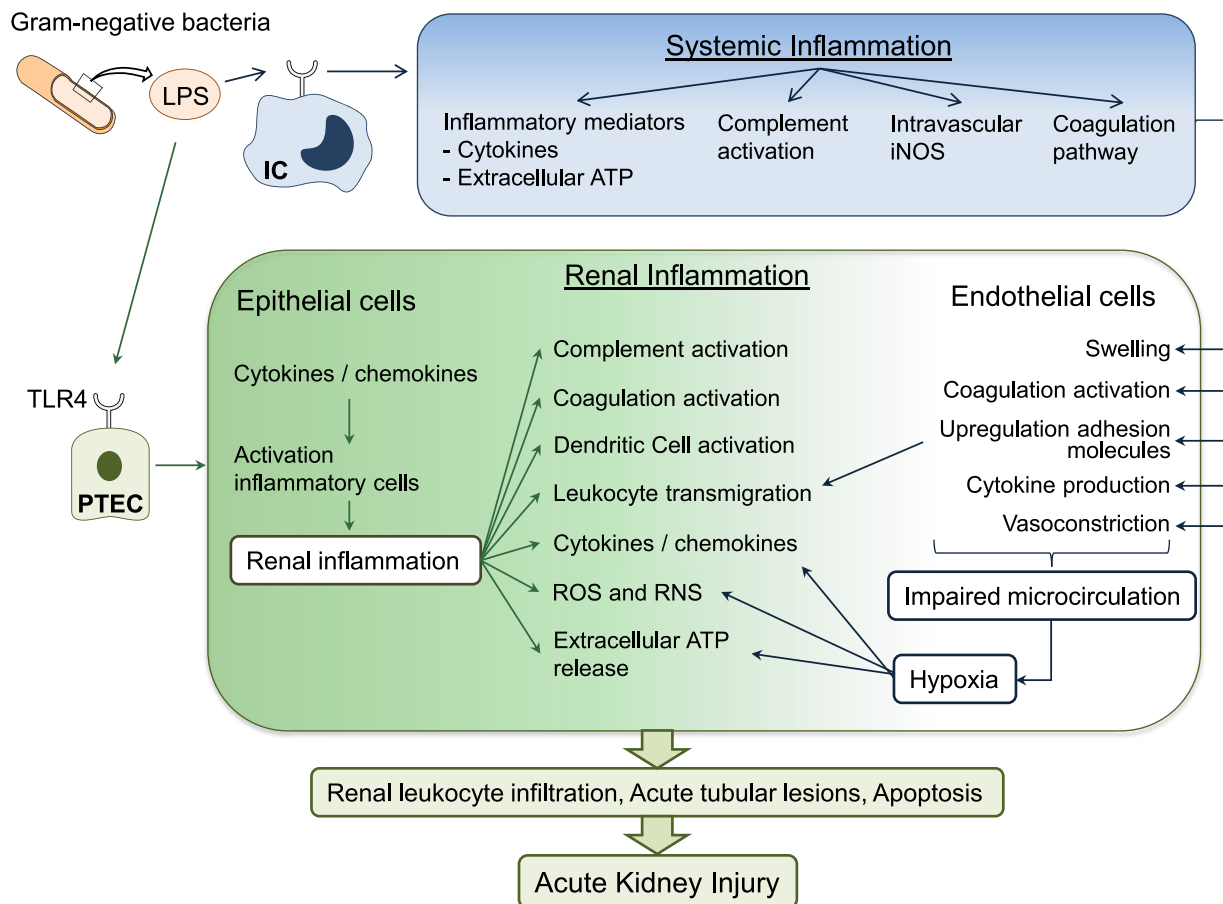 Gram-negative bacteria
LPS
IC
Systemic Inflammation
Inflammatory mediators
- Cytokines
- Extracellular ATP
Complement
activation
Intravascular
iNOS
Coagulation
pathway
Renal Inflammation
Epithelial cells
Endothelial cells
Cytokines / chemokines
Activation
inflammatory cells
Renal inflammation
TLR4
PTEC
Complement activation
Coagulation activation
Dendritic Cell activation
Leukocyte transmigration
Cytokines / chemokines
ROS and RNS
Extracellular ATP
release
Swelling
Coagulation activation
Upregulation adhesion
molecules
Cytokine production
Vasoconstriction
Impaired microcirculation
Hypoxia
Renal leukocyte infiltration, Acute tubular lesions, Apoptosis
Acute Kidney Injury